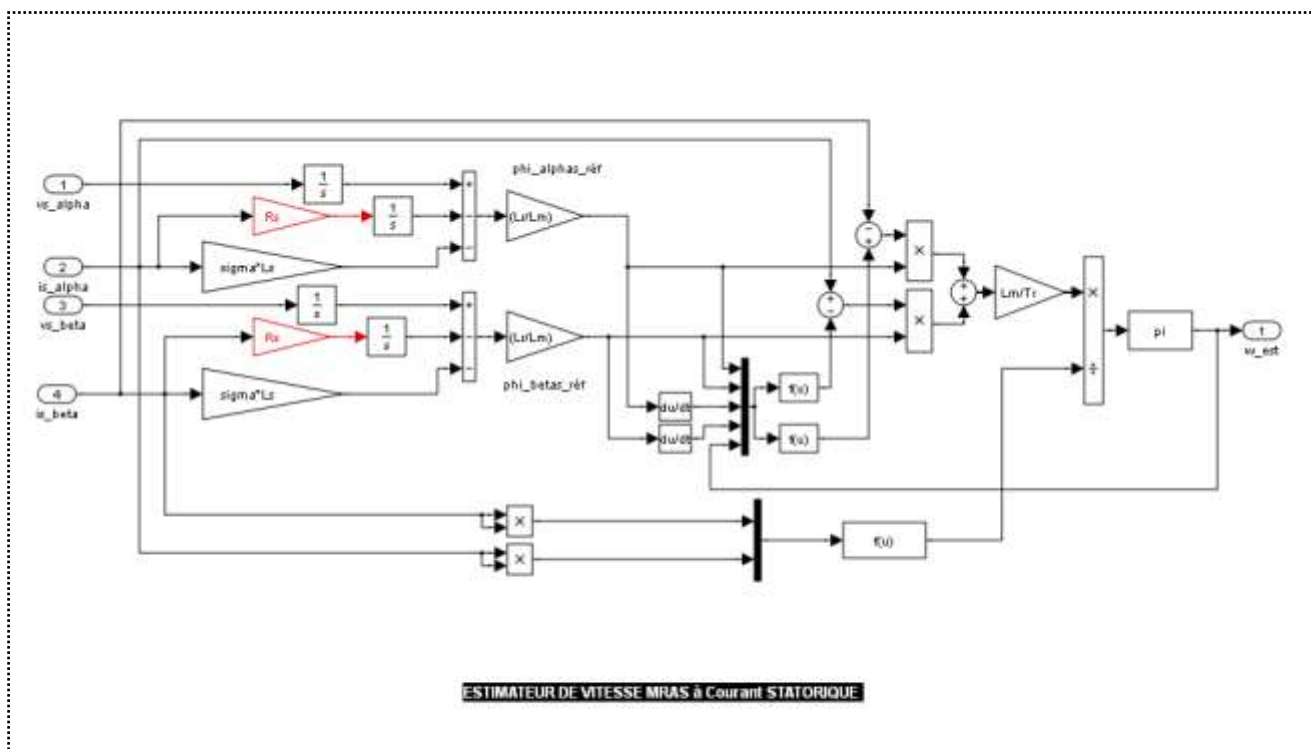 phi_alphas_réf
1
vs_alpha
1
s
+
Rs
1
s
−
(Lr/Lm)
2
is_alpha
sigma*Ls
−
3
vs_beta
1
s
+
Rs
1
s
−
(Lr/Lm)
4
is_beta
sigma*Ls
−
phi_betas_réf
du/dt
du/dt
f(u)
f(u)
−
+
+
−
×
×
+
+
Lm/Tr
×
÷
pi
1
w_est
×
×
f(u)
ESTIMATEUR DE VITESSE MRAS à Courant STATORIQUE